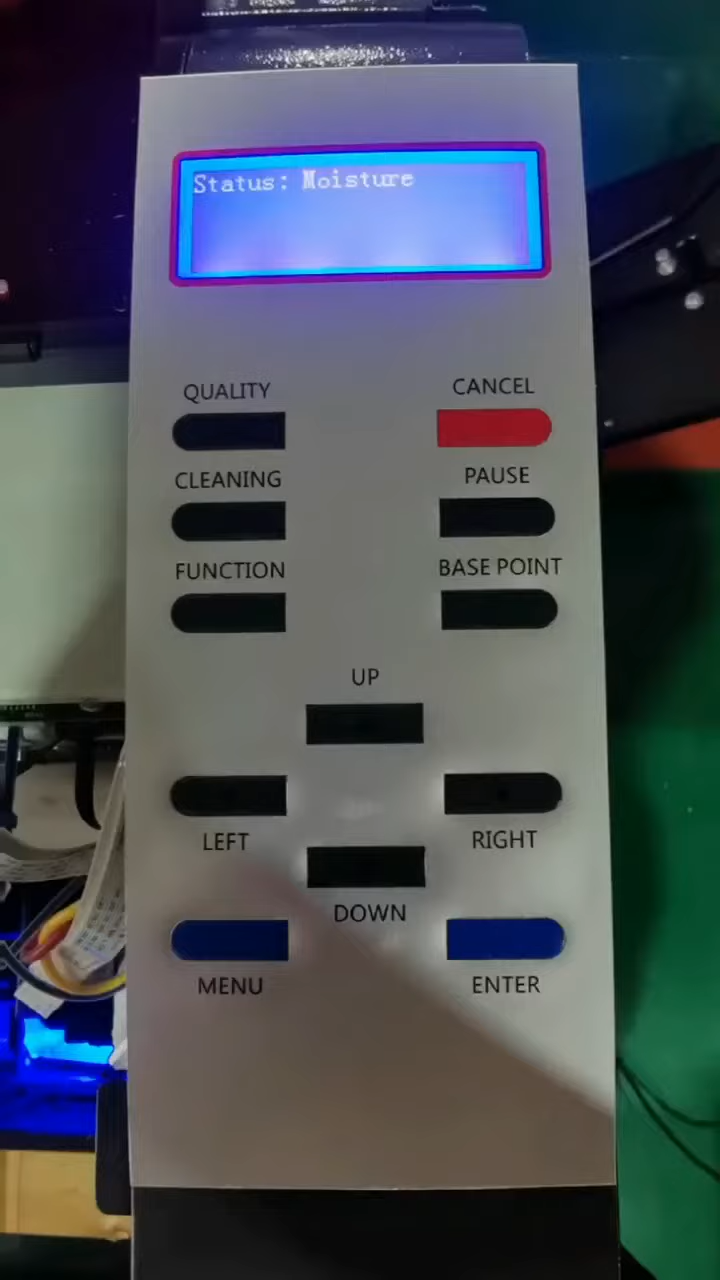 Status: Moisture
QUALITY
CANCEL
CLEANING
PAUSE
FUNCTION
BASE POINT
UP
LEFT
RIGHT
DOWN
MENU
ENTER